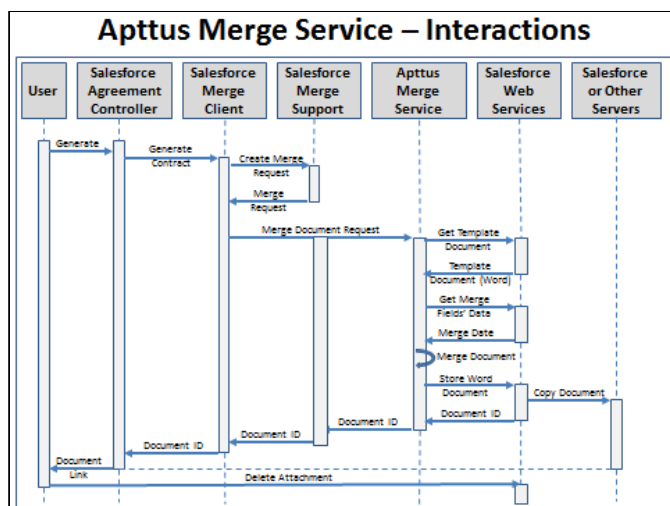 Apttus Merge Service – Interactions
User
Salesforce
Agreement
Controller
Salesforce
Merge
Client
Salesforce
Merge
Support
Apttus
Merge
Service
Salesforce
Web
Services
Salesforce
or Other
Servers
Generate
Generate
Contract
Create Merge
Request
Merge
Request
Merge Document Request
Get Template
Document
Template
Document (Word)
Get Merge
Fields' Data
Merge Date
Merge Document
Store Word
Document
Copy Document
Document ID
Document ID
Document ID
Document ID
Document
Link
Delete Attachment